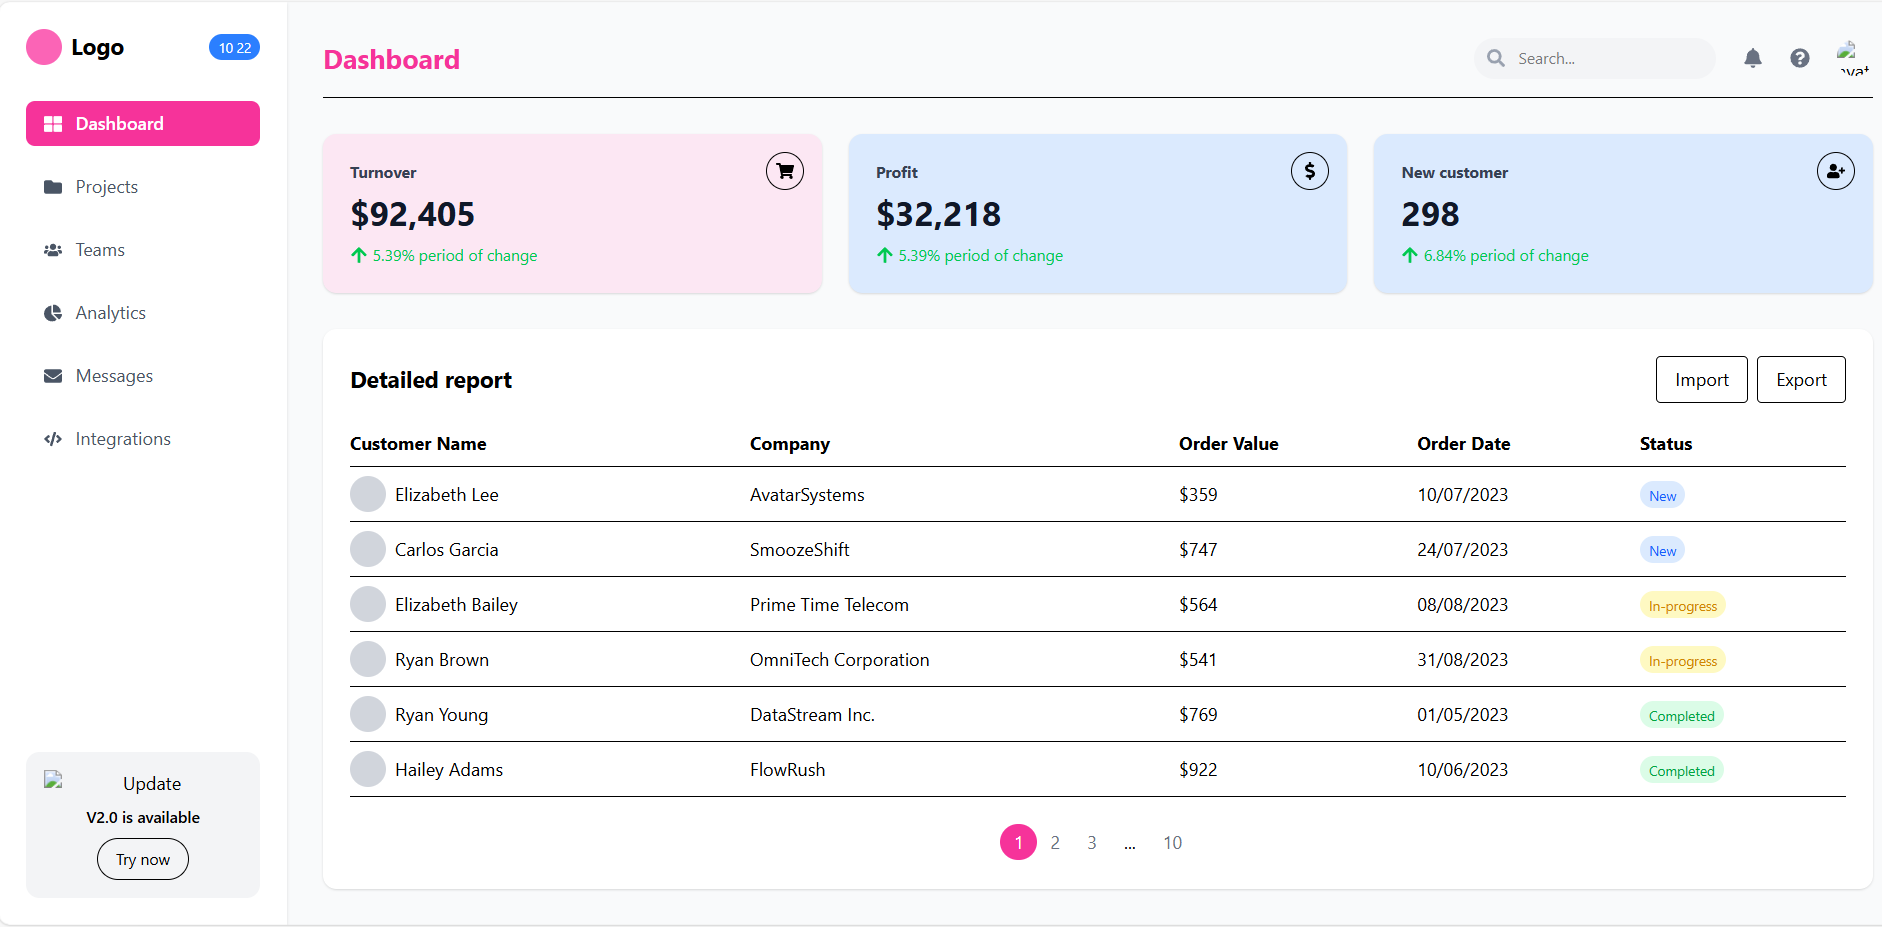 Logo
10 22
Dashboard
Projects
Teams
Analytics
Messages
Integrations
Update
V2.0 is available
Try now
Dashboard
Search...
Turnover
$92,405
5.39% period of change
Profit
$32,218
5.39% period of change
New customer
298
6.84% period of change
Detailed report
Import Export
Customer Name Company Order Value Order Date Status
Elizabeth Lee AvatarSystems $359 10/07/2023 New
Carlos Garcia SmoozeShift $747 24/07/2023 New
Elizabeth Bailey Prime Time Telecom $564 08/08/2023 In-progress
Ryan Brown OmniTech Corporation $541 31/08/2023 In-progress
Ryan Young DataStream Inc. $769 01/05/2023 Completed
Hailey Adams FlowRush $922 10/06/2023 Completed
1 2 3 ... 10